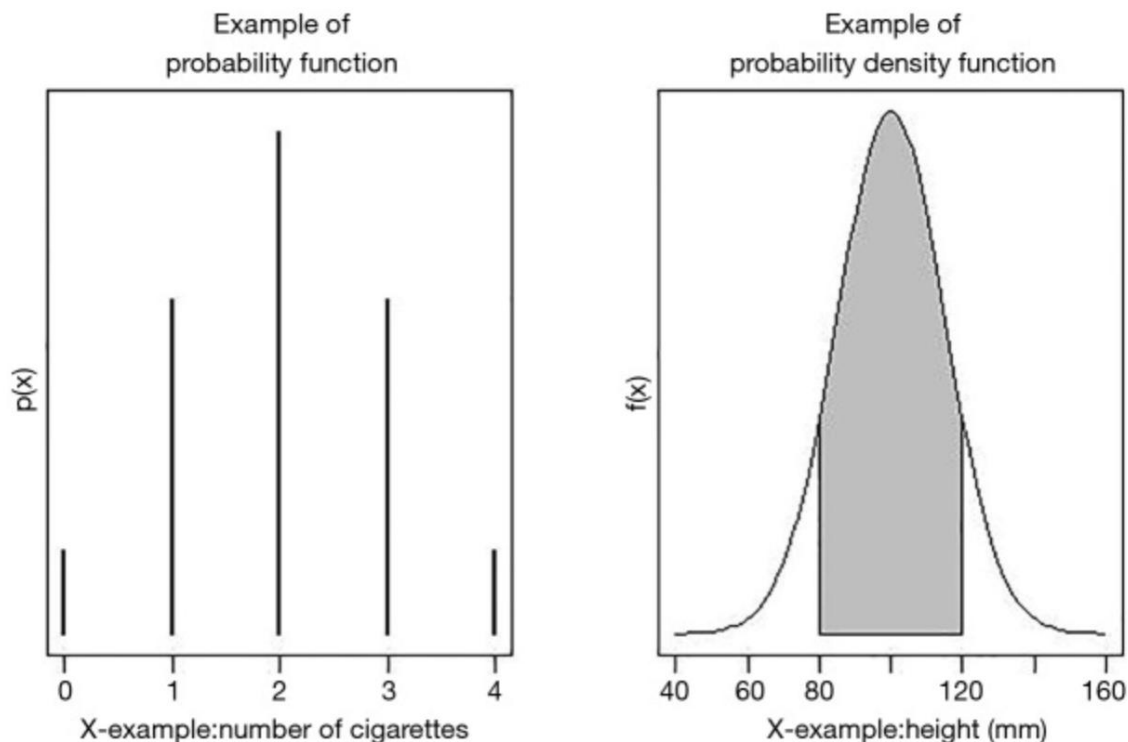 Example of
probability function
p(x)
0 1 2 3 4
X-example:number of cigarettes
Example of
probability density function
f(x)
40 60 80 120 160
X-example:height (mm)